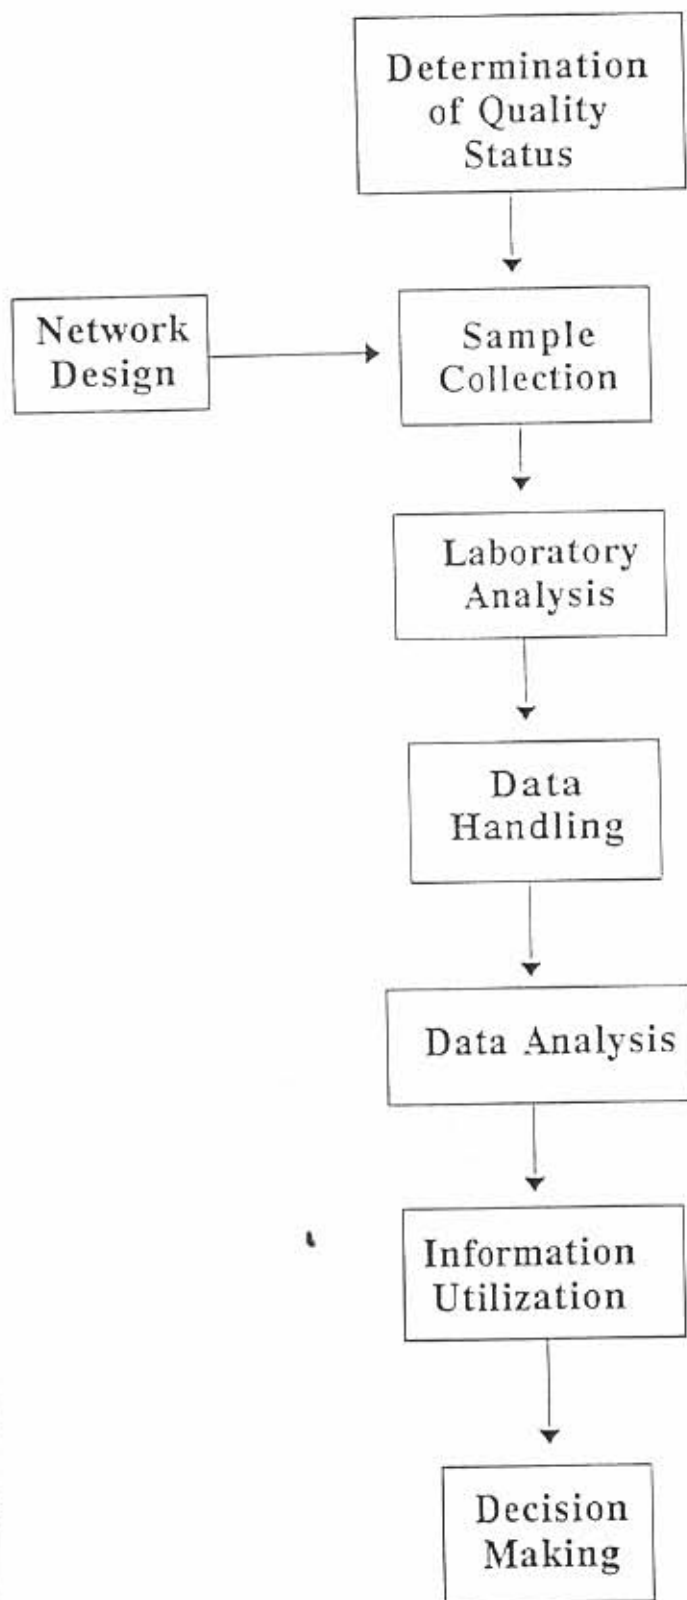 Determination
of Quality
Status
Network
Design
Sample
Collection
Laboratory
Analysis
Data
Handling
Data Analysis
Information
Utilization
Decision
Making